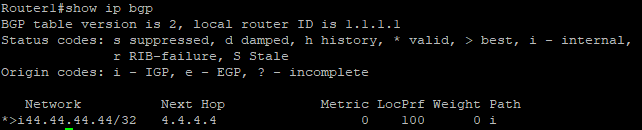 Router1#show ip bgp
BGP table version is 2, local router ID is 1.1.1.1
Status codes: s suppressed, d damped, h history, * valid, > best, i - internal,
r RIB-failure, S Stale
Origin codes: i - IGP, e - EGP, ? - incomplete
Network Next Hop Metric LocPrf Weight Path
*>i44.44.44.44/32 4.4.4.4 0 100 0 i